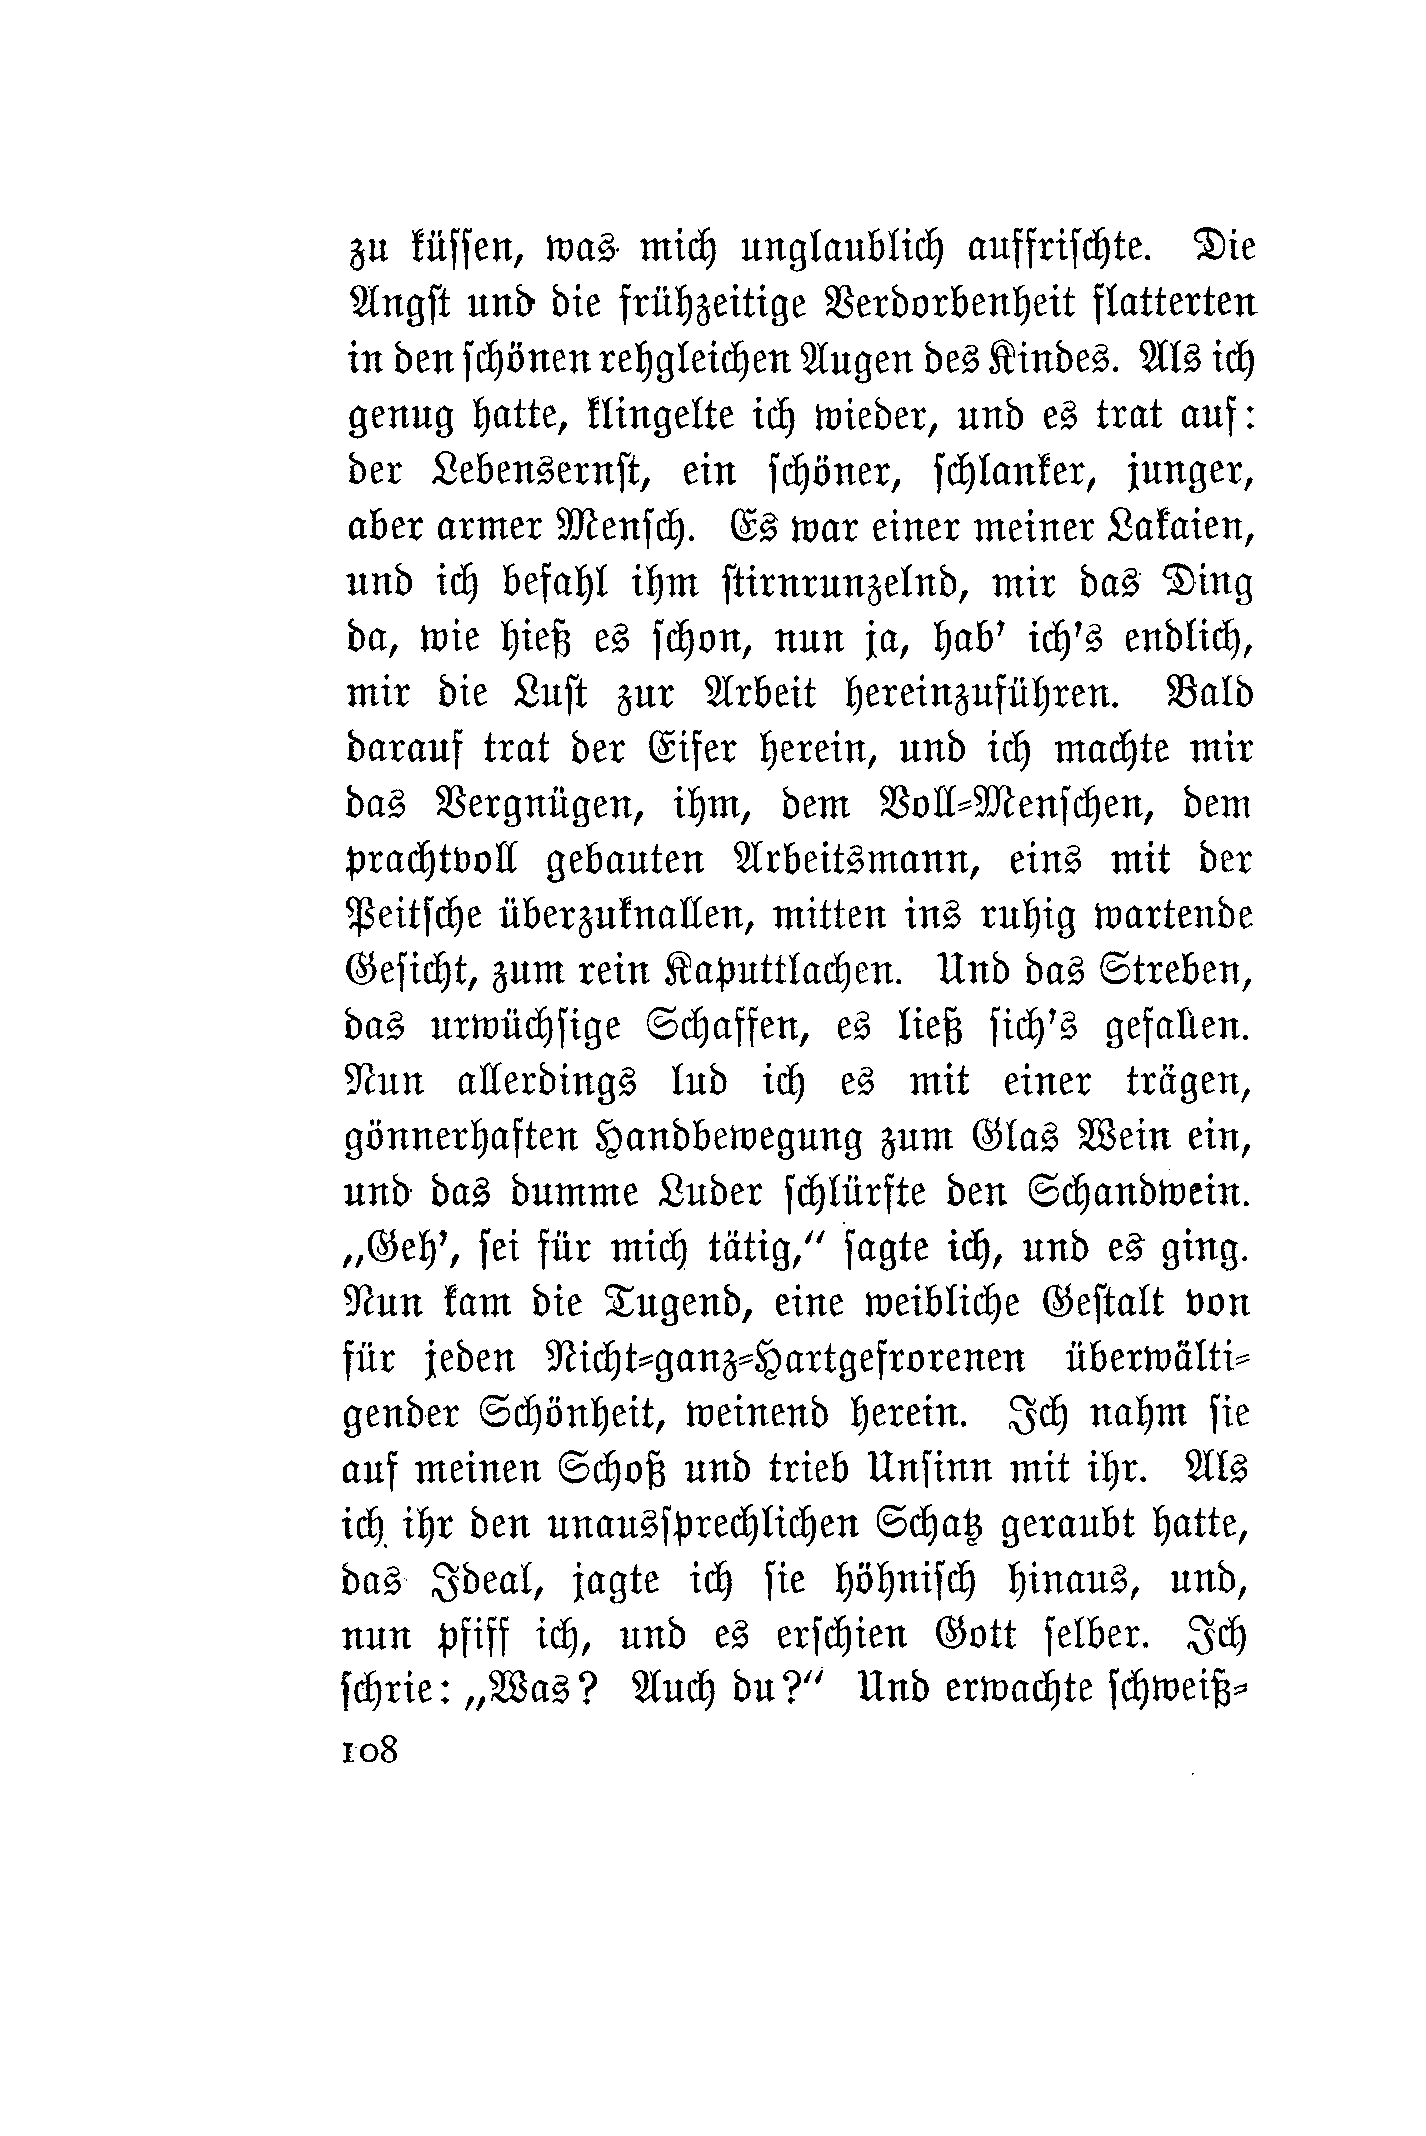 zu küssen, was mich unglaublich auffrischte. Die
Angst und die frühzeitige Verdorbenheit flatterten
in den schönen rehgleichen Augen des Kindes. Als ich
genug hatte, klingelte ich wieder, und es trat auf:
der Lebensernst, ein schöner, schlanker, junger,
aber armer Mensch. Es war einer meiner Lakaien,
und ich befahl ihm stirnrunzelnd, mir das Ding
da, wie hieß es schon, nun ja, hab' ich's endlich,
mir die Lust zur Arbeit hereinzuführen. Bald
darauf trat der Eifer herein, und ich machte mir
das Vergnügen, ihm, dem Voll-Menschen, dem
prachtvoll gebauten Arbeitsmann, eins mit der
Peitsche überzuknallen, mitten ins ruhig wartende
Gesicht, zum rein Kaputtlachen. Und das Streben,
das urwüchsige Schaffen, es ließ sich's gefallen.
Nun allerdings lud ich es mit einer trägen,
gönnerhaften Handbewegung zum Glas Wein ein,
und das dumme Luder schlürfte den Schandwein.
„Geh', sei für mich tätig,“ sagte ich, und es ging.
Nun kam die Tugend, eine weibliche Gestalt von
für jeden Nicht-ganz-Hartgefrorenen überwälti-
gender Schönheit, weinend herein. Ich nahm sie
auf meinen Schoß und trieb Unsinn mit ihr. Als
ich ihr den unaussprechlichen Schatz geraubt hatte,
das Ideal, jagte ich sie höhnisch hinaus, und,
nun pfiff ich, und es erschien Gott selber. Ich
schrie: „Was? Auch du?“ Und erwachte schweiß-
108